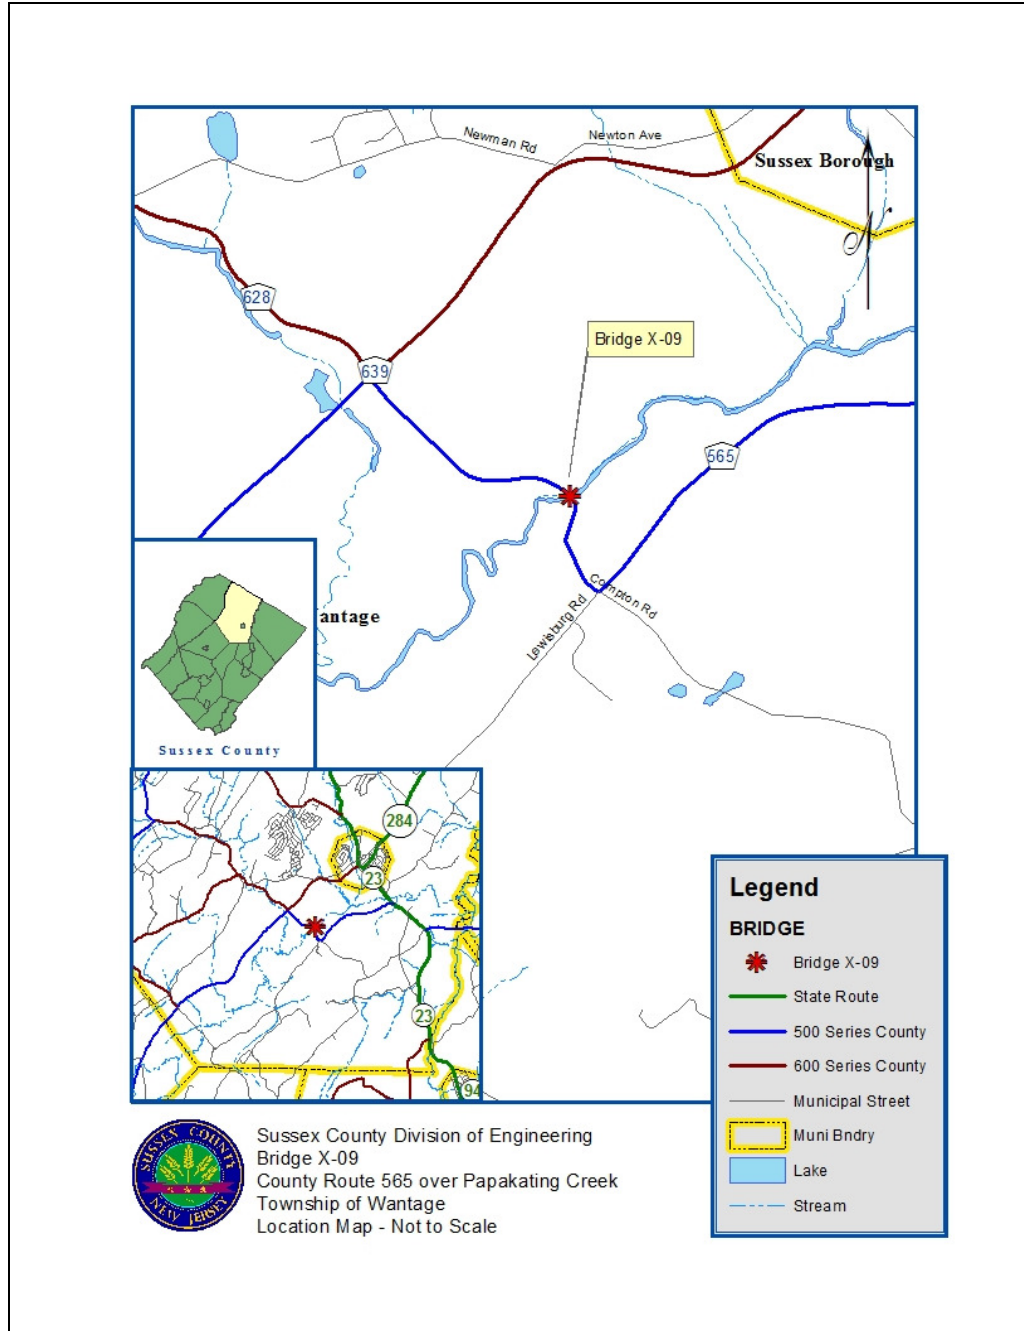 Newman Rd
Newton Ave
Sussex Borough
N
628
639
Bridge X-09
565
Compton Rd
Lewisburg Rd
antage
Sussex County
284
23
23
94
Legend
BRIDGE
Bridge X-09
State Route
500 Series County
600 Series County
Municipal Street
Muni Bndry
Lake
Stream
SUSSEX COUNTY
NEW JERSEY
Sussex County Division of Engineering
Bridge X-09
County Route 565 over Papakating Creek
Township of Wantage
Location Map - Not to Scale